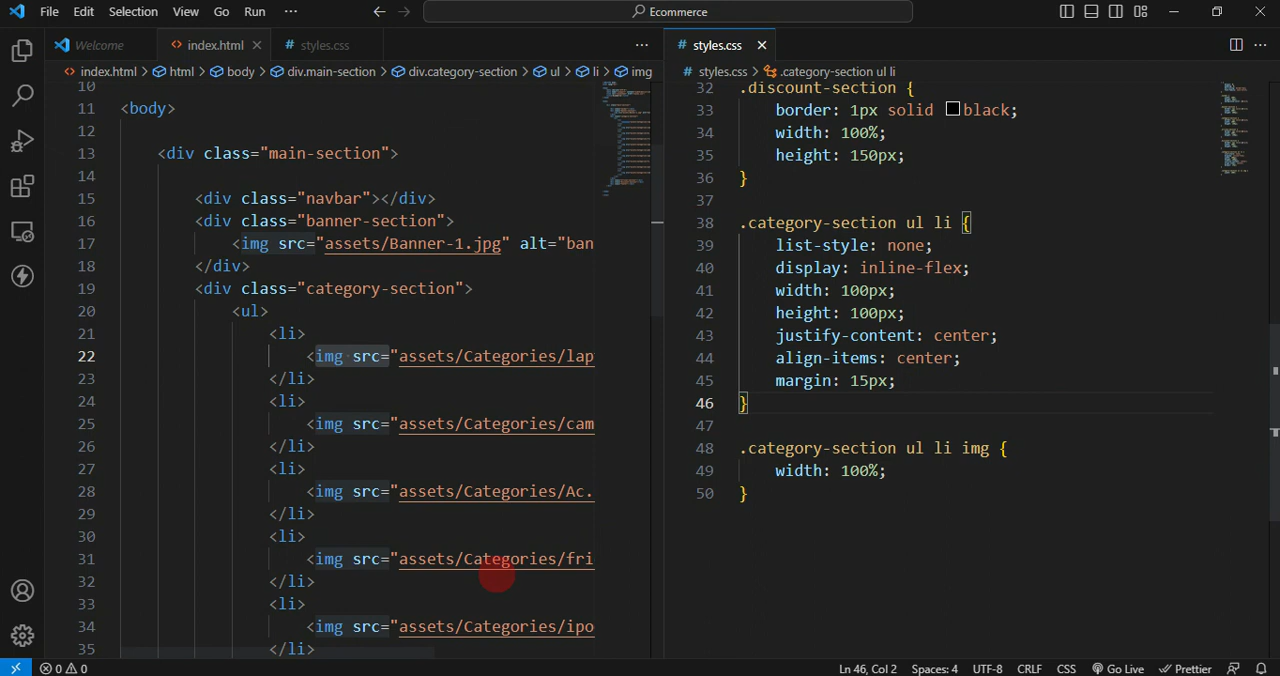 File Edit Selection View Go Run ··· Ecommerce
Welcome index.html styles.css ···
index.html > html > body > div.main-section > div.category-section > ul > li > img
10
11 <body>
12
13 <div class="main-section">
14
15 <div class="navbar"></div>
16 <div class="banner-section">
17 <img src="assets/Banner-1.jpg" alt="ban
18 </div>
19 <div class="category-section">
20 <ul>
21 <li>
22 <img src="assets/Categories/lap
23 </li>
24 <li>
25 <img src="assets/Categories/cam
26 </li>
27 <li>
28 <img src="assets/Categories/Ac.
29 </li>
30 <li>
31 <img src="assets/Categories/fri
32 </li>
33 <li>
34 <img src="assets/Categories/ipo
35 </li>
styles.css ···
styles.css > .category-section ul li
32 .discount-section {
33 border: 1px solid black;
34 width: 100%;
35 height: 150px;
36 }
37
38 .category-section ul li {
39 list-style: none;
40 display: inline-flex;
41 width: 100px;
42 height: 100px;
43 justify-content: center;
44 align-items: center;
45 margin: 15px;
46 }
47
48 .category-section ul li img {
49 width: 100%;
50 }
0 0 Ln 46, Col 2 Spaces: 4 UTF-8 CRLF CSS Go Live Prettier